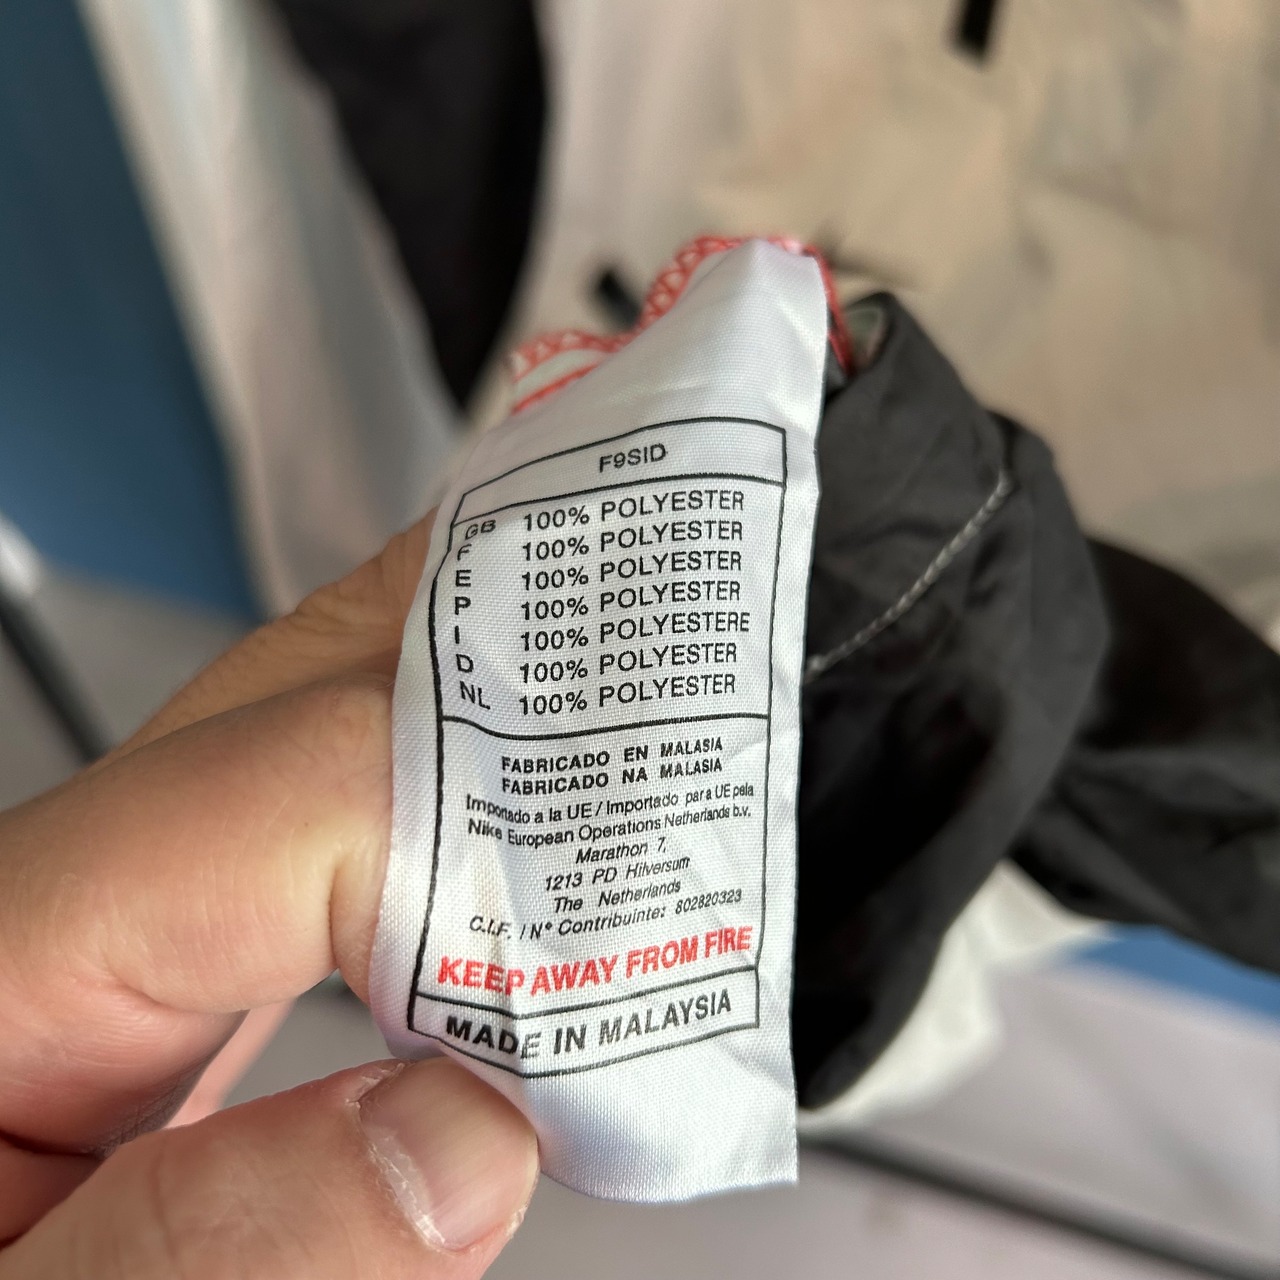 F9SID
GB 100% POLYESTER
F 100% POLYESTER
E 100% POLYESTER
P 100% POLYESTER
I 100% POLYESTERE
D 100% POLYESTER
NL 100% POLYESTER
FABRICADO EN MALASIA
FABRICADO NA MALASIA
Importado a la UE / Importado para UE pela
Nike European Operations Netherlands b.v.
Marathon 7,
1213 PD Hilversum
The Netherlands
C.I.F. / Nº Contribuinte: 802820323
KEEP AWAY FROM FIRE
MADE IN MALAYSIA